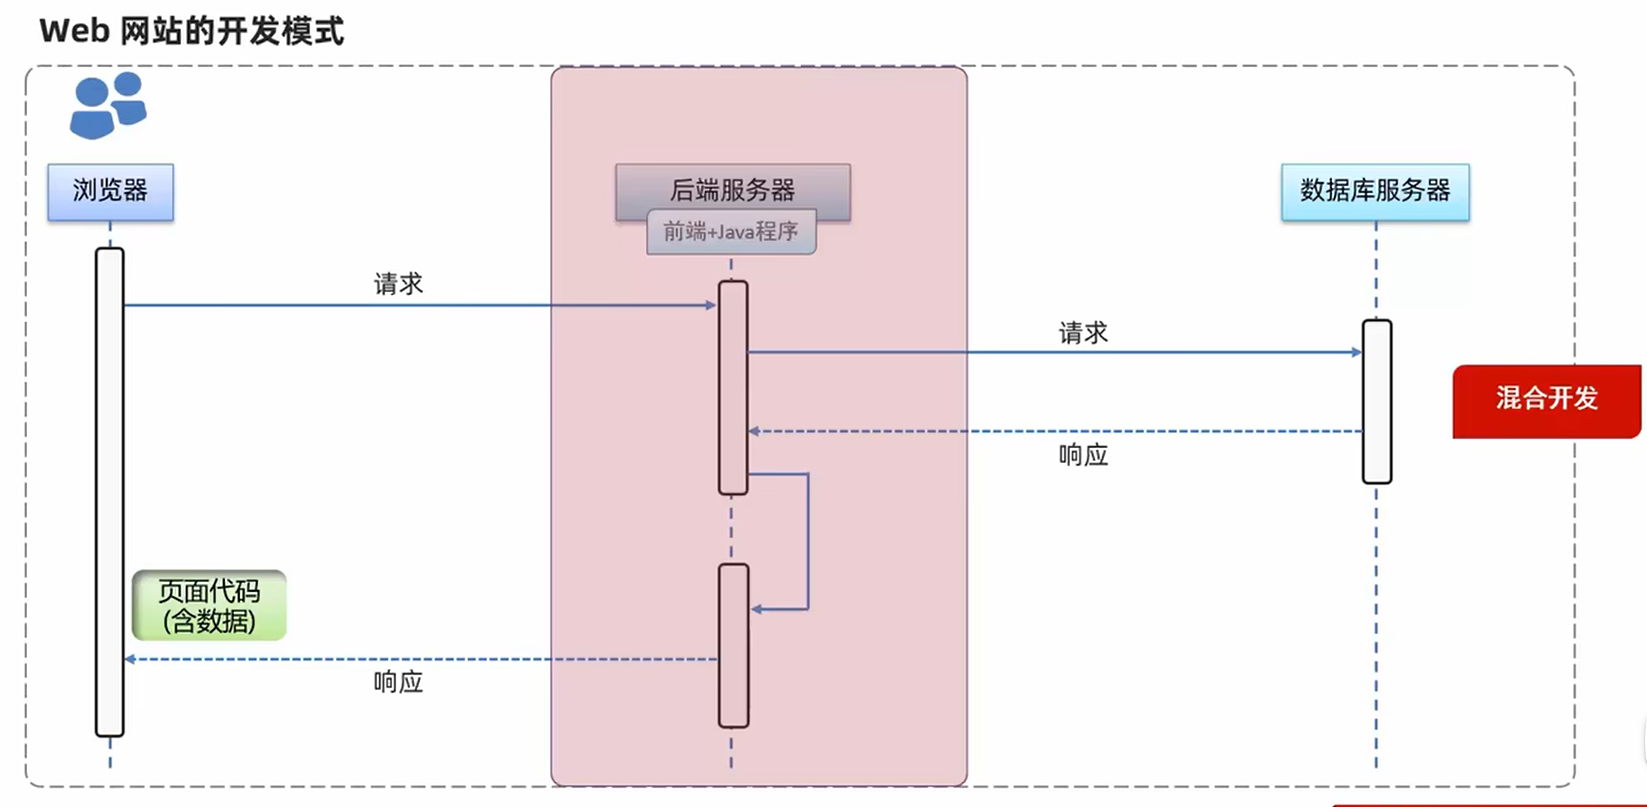 Web 网站的开发模式
浏览器
后端服务器
数据库服务器
前端+Java程序
请求
请求
混合开发
响应
页面代码
(含数据)
响应